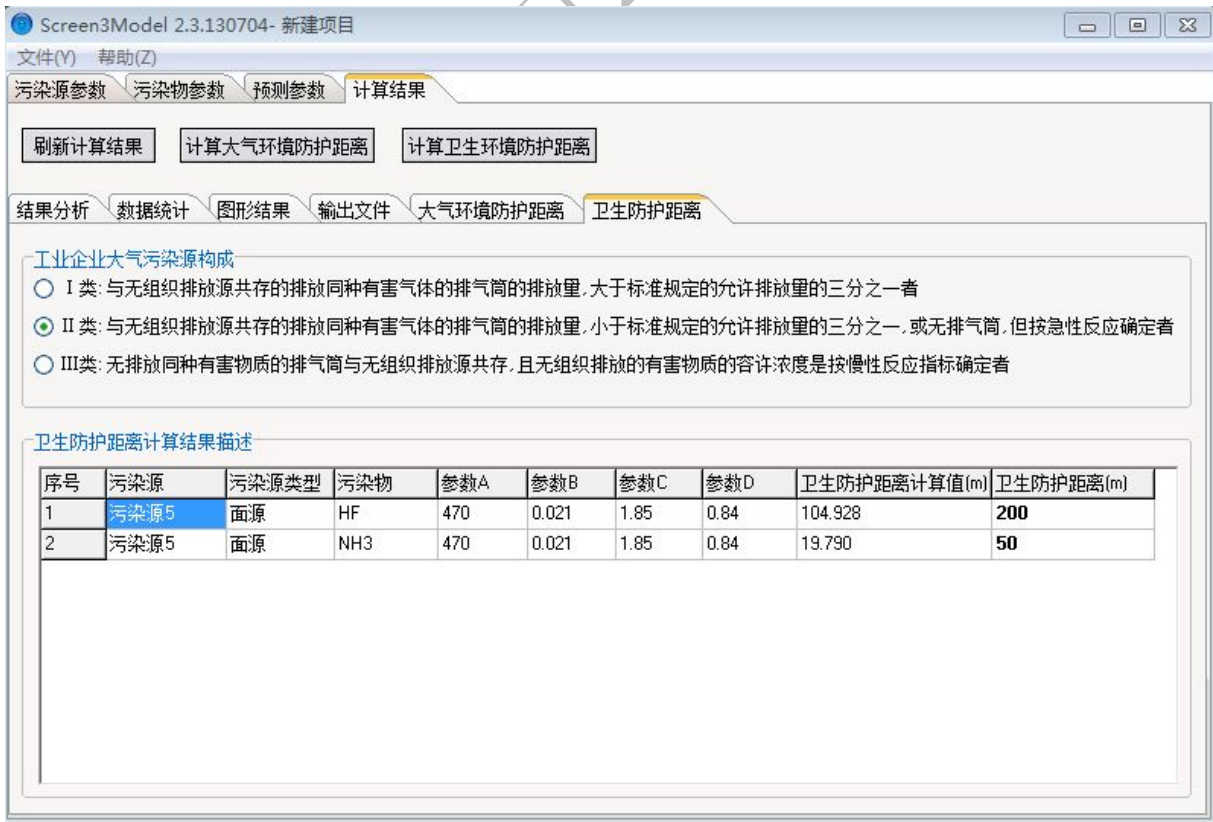 Screen3Model 2.3.130704- 新建项目
文件(Y) 帮助(Z)
污染源参数 污染物参数 预测参数 计算结果
刷新计算结果 计算大气环境防护距离 计算卫生环境防护距离
结果分析 数据统计 图形结果 输出文件 大气环境防护距离 卫生防护距离
工业企业大气污染源构成
I 类: 与无组织排放源共存的排放同种有害气体的排气筒的排放量,大于标准规定的允许排放量的三分之一者
II 类: 与无组织排放源共存的排放同种有害气体的排气筒的排放量,小于标准规定的允许排放量的三分之一,或无排气筒,但按急性反应确定者
III类: 无排放同种有害物质的排气筒与无组织排放源共存,且无组织排放的有害物质的容许浓度是按慢性反应指标确定者
卫生防护距离计算结果描述
序号 污染源 污染源类型 污染物 参数A 参数B 参数C 参数D 卫生防护距离计算值(m) 卫生防护距离(m)
1 污染源5 面源 HF 470 0.021 1.85 0.84 104.928 200
2 污染源5 面源 NH3 470 0.021 1.85 0.84 19.790 50